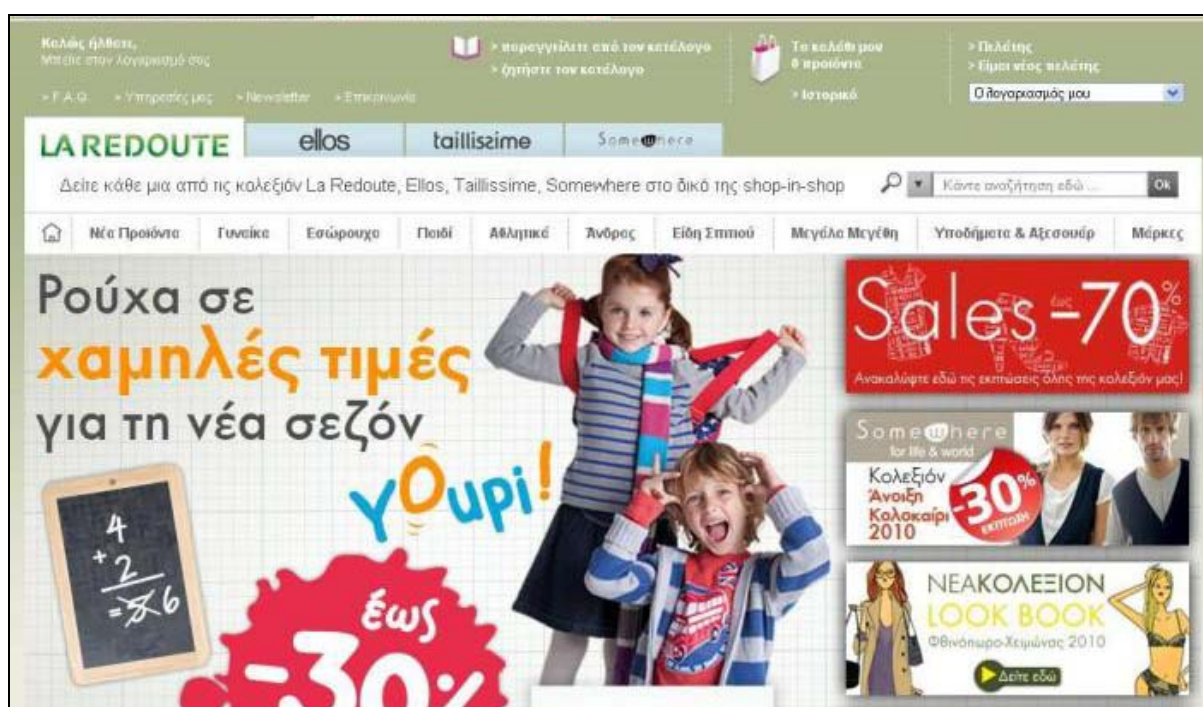 Καλώς ήλθατε,
Μπείτε στον λογαριασμό σας
> F.A.Q. > Υπηρεσίες μας > Newsletter > Επικοινωνία
> παραγγείλετε από τον κατάλογο
> ζητήστε τον κατάλογο
Το καλάθι μου
0 προϊόντα
> Ιστορικό
> Πελάτης
> Είμαι νέος πελάτης
Ο λογαριασμός μου
LA REDOUTE ellos taillissime Somewhere
Δείτε κάθε μια από τις κολεξιόν La Redoute, Ellos, Taillissime, Somewhere στο δικό της shop-in-shop
Κάντε αναζήτηση εδώ ... Ok
Νέα Προϊόντα Γυναίκα Εσώρουχα Παιδί Αθλητικά Άνδρας Είδη Σπιτιού Μεγάλα Μεγέθη Υποδήματα & Αξεσουάρ Μάρκες
Ρούχα σε
χαμηλές τιμές
για τη νέα σεζόν
yOupi!
4
+ 2
= 5 6
έως
-30%
Sales έως -70%
Ανακαλύψτε εδώ τις εκπτώσεις όλης της κολεξιόν μας!
Somewhere
for life & world
Κολεξιόν
Άνοιξη
Καλοκαίρι
2010
-30%
ΕΚΠΤΩΣΗ
ΝΕΑΚΟΛΕΞΙΟΝ
LOOK BOOK
Φθινόπωρο-Χειμώνας 2010
Δείτε εδώ